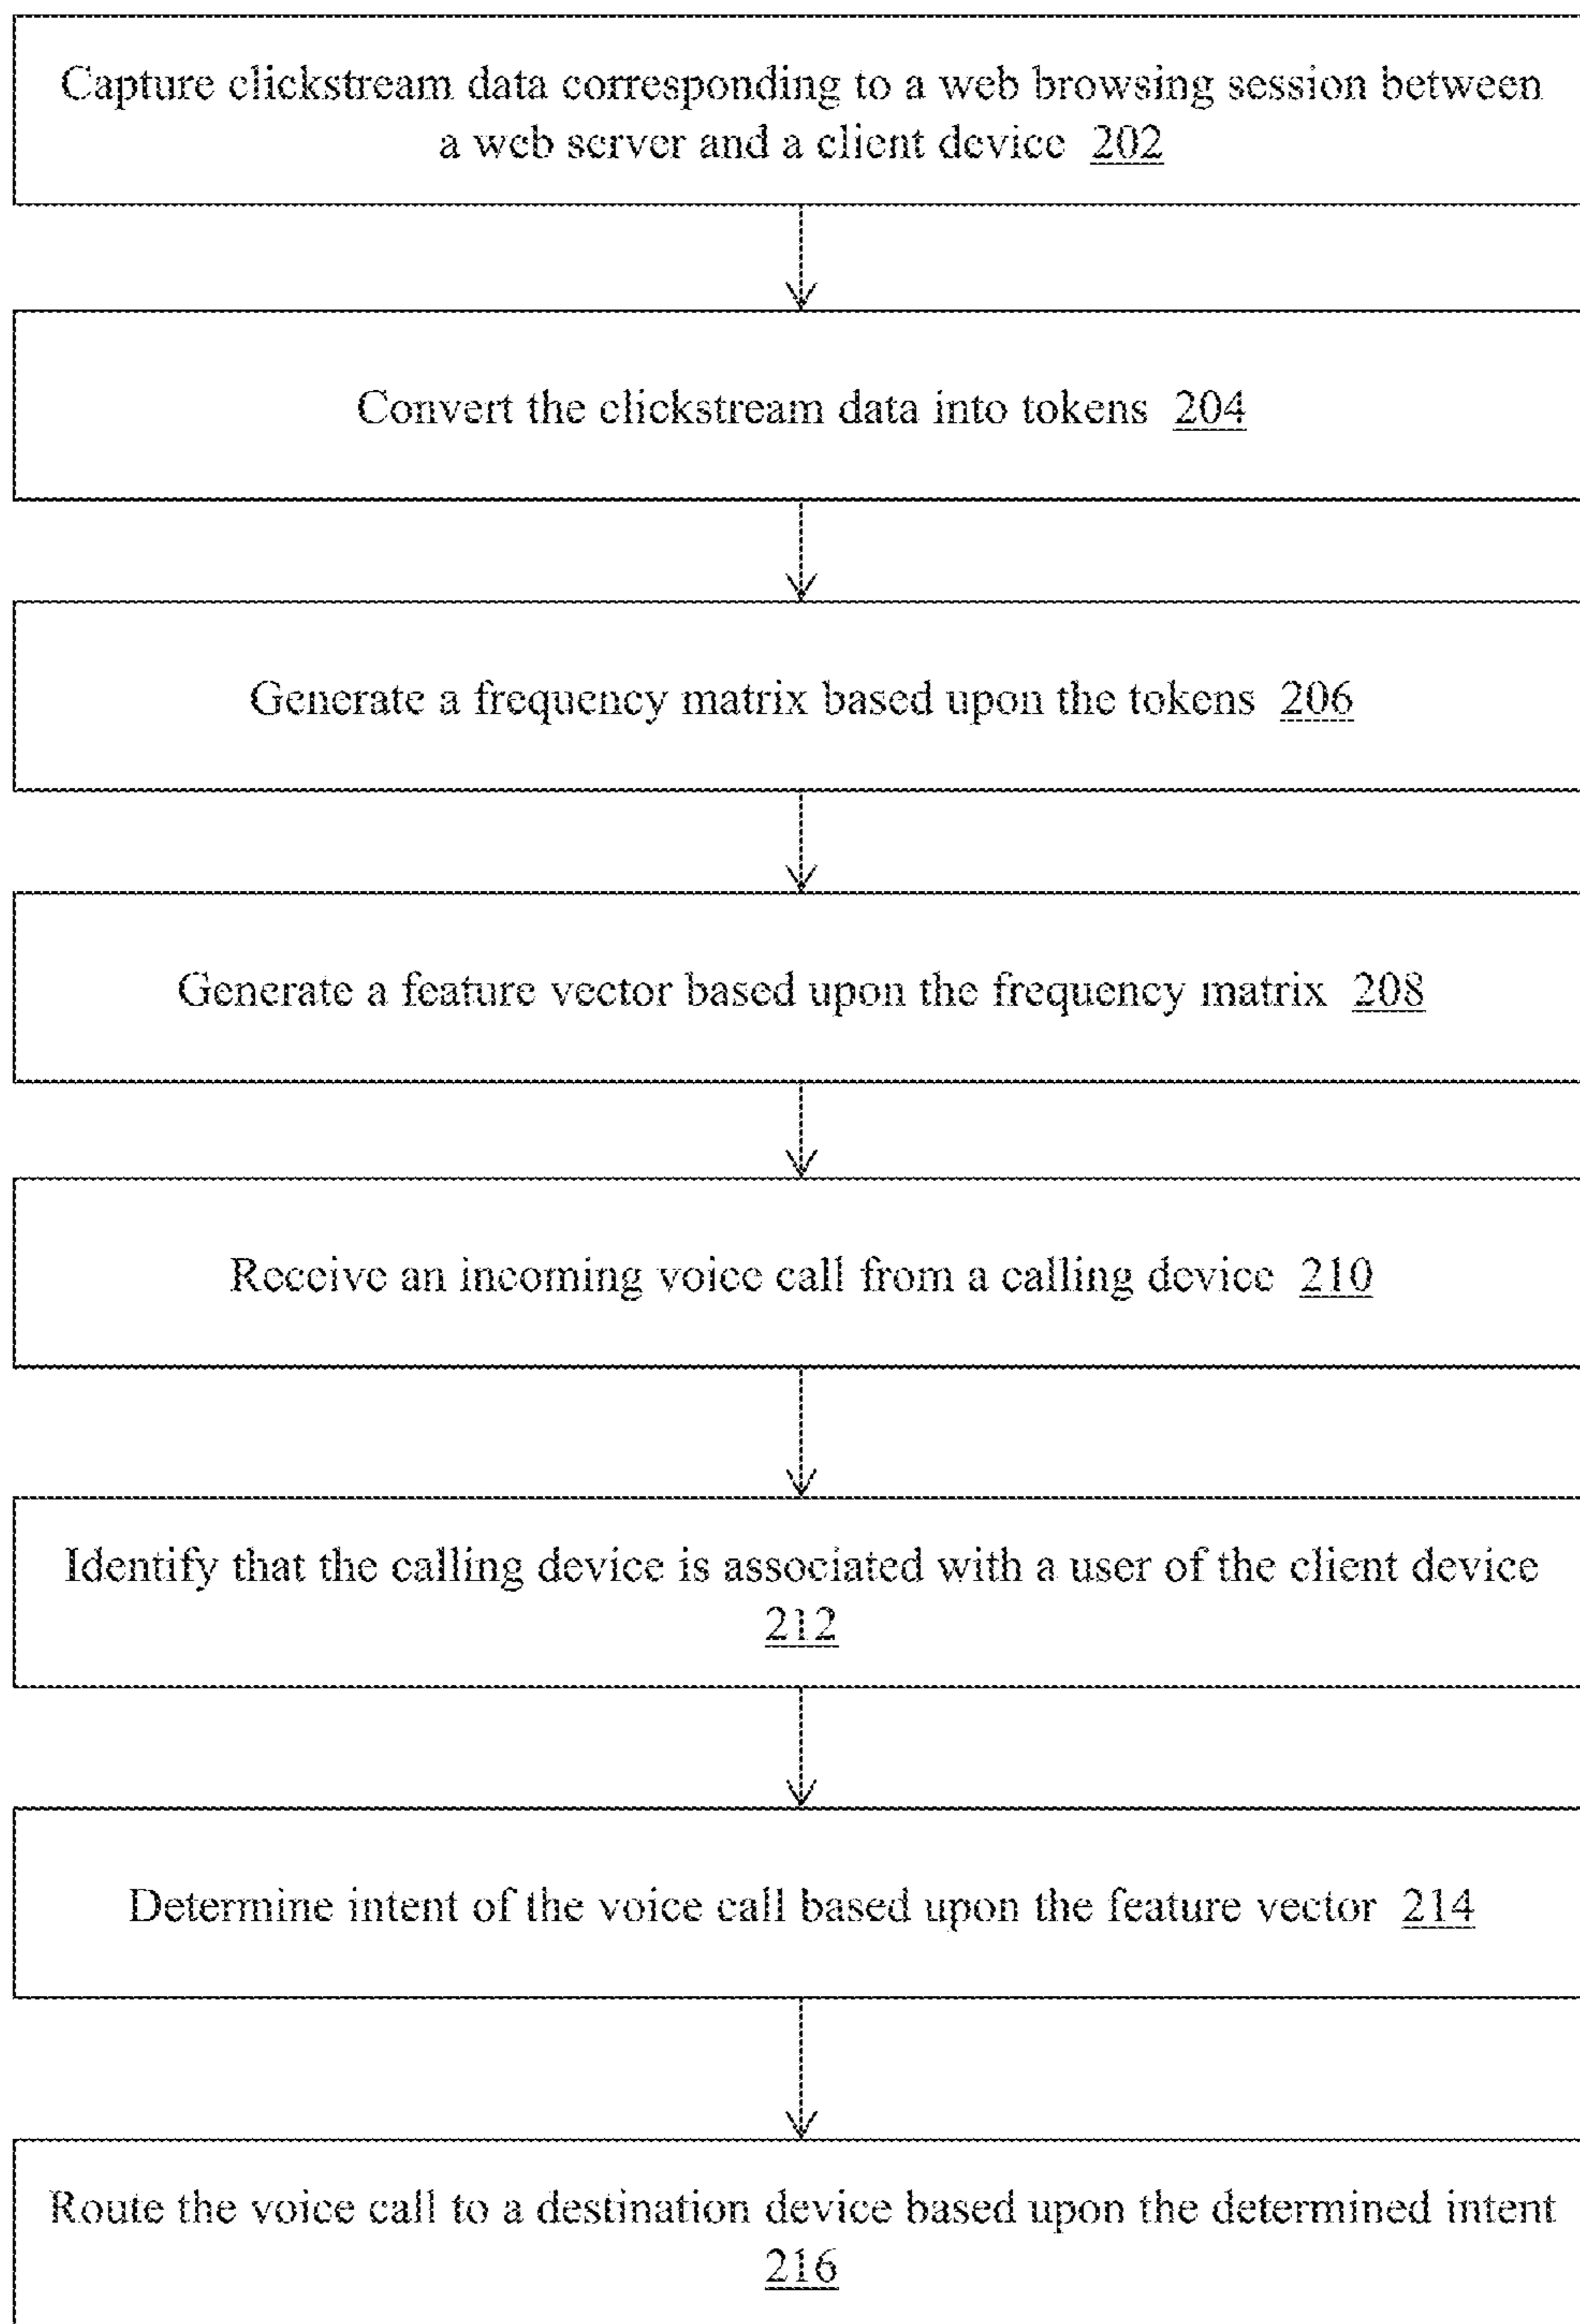 Capture clickstream data corresponding to a web browsing session between
a web server and a client device 202
Convert the clickstream data into tokens 204
Generate a frequency matrix based upon the tokens 206
Generate a feature vector based upon the frequency matrix 208
Receive an incoming voice call from a calling device 210
Identify that the calling device is associated with a user of the client device
212
Determine intent of the voice call based upon the feature vector 214
Route the voice call to a destination device based upon the determined intent
216